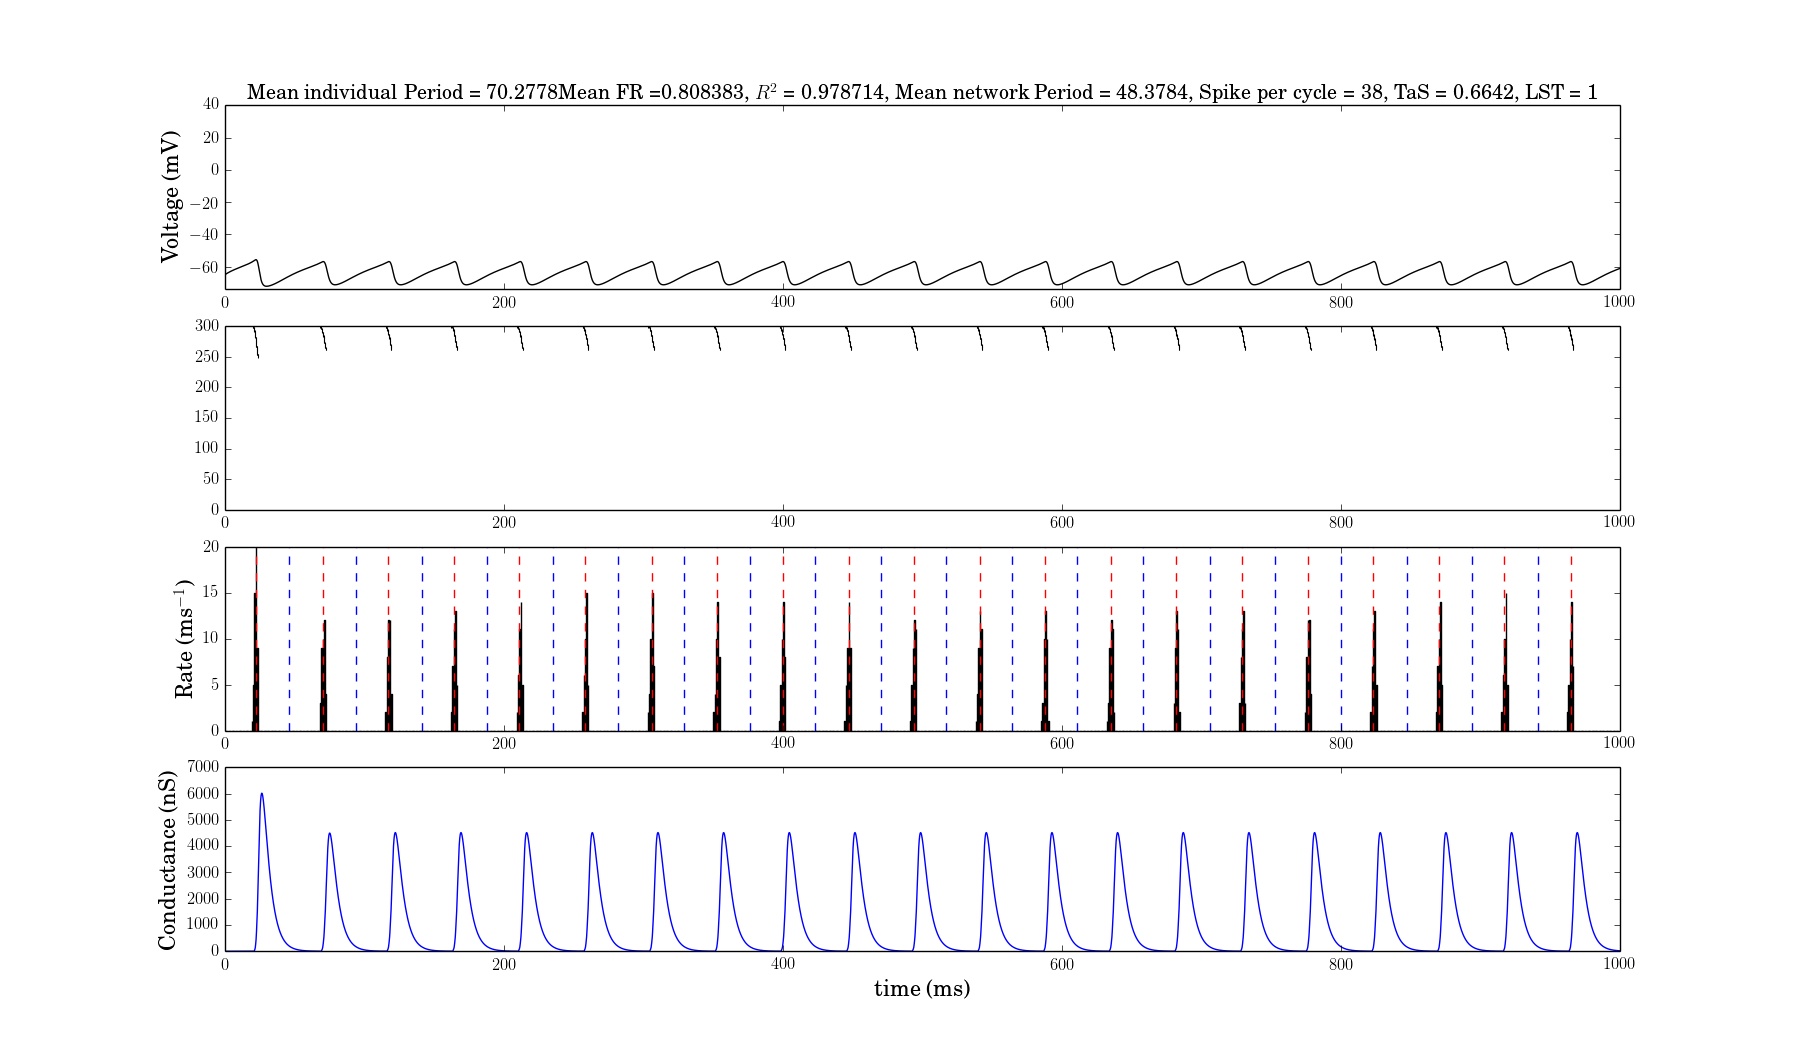 Mean individual Period = 70.2778Mean FR =0.808383, R² = 0.978714, Mean network Period = 48.3784, Spike per cycle = 38, TaS = 0.6642, LST = 1
40
20
0
−20
−40
−60
Voltage (mV)
0 200 400 600 800 1000
300
250
200
150
100
50
0
0 200 400 600 800 1000
20
15
10
5
0
Rate (ms⁻¹)
0 200 400 600 800 1000
7000
6000
5000
4000
3000
2000
1000
0
Conductance (nS)
0 200 400 600 800 1000
time (ms)